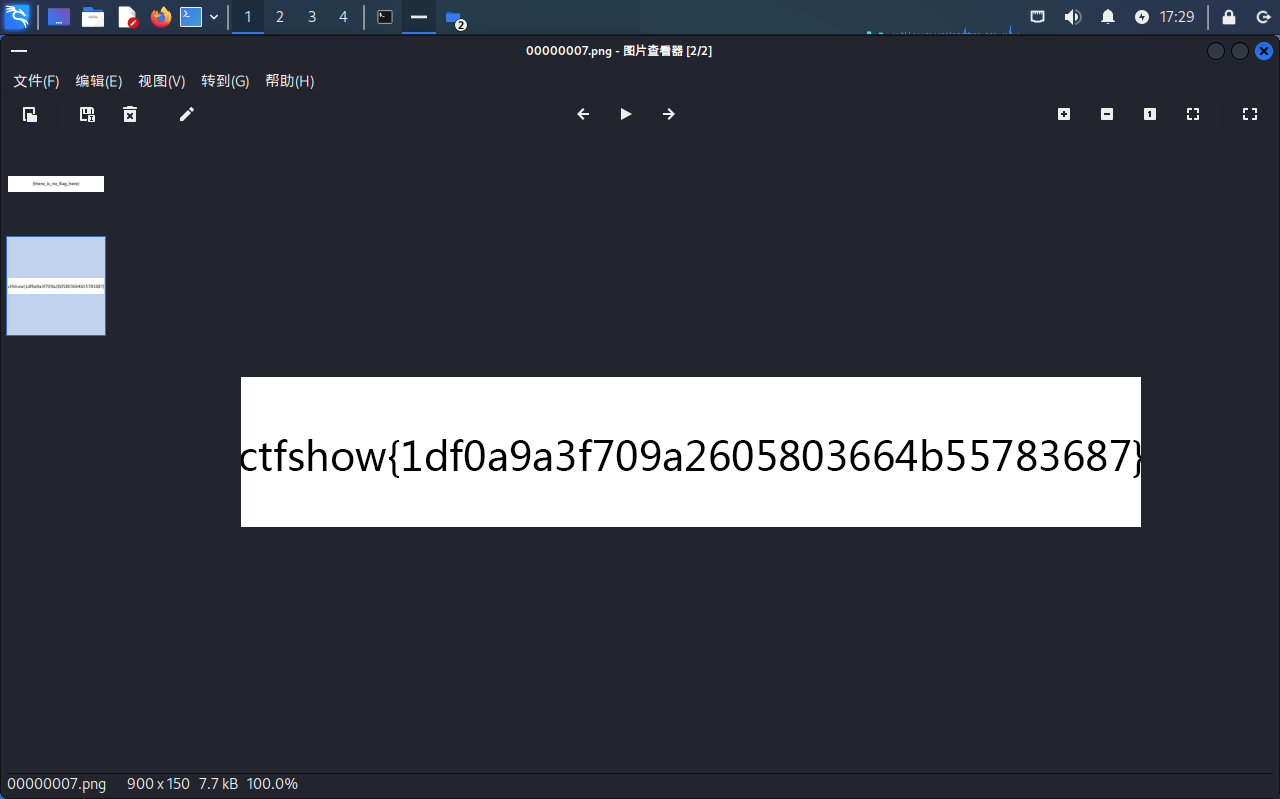 1 2 3 4 2 17:29
00000007.png - 图片查看器 [2/2]
文件(F) 编辑(E) 视图(V) 转到(G) 帮助(H)
{there_is_no_flag_here}
ctfshow{1df0a9a3f709a2605803664b55783687}
ctfshow{1df0a9a3f709a2605803664b55783687}
00000007.png 900 x 150 7.7 kB 100.0%